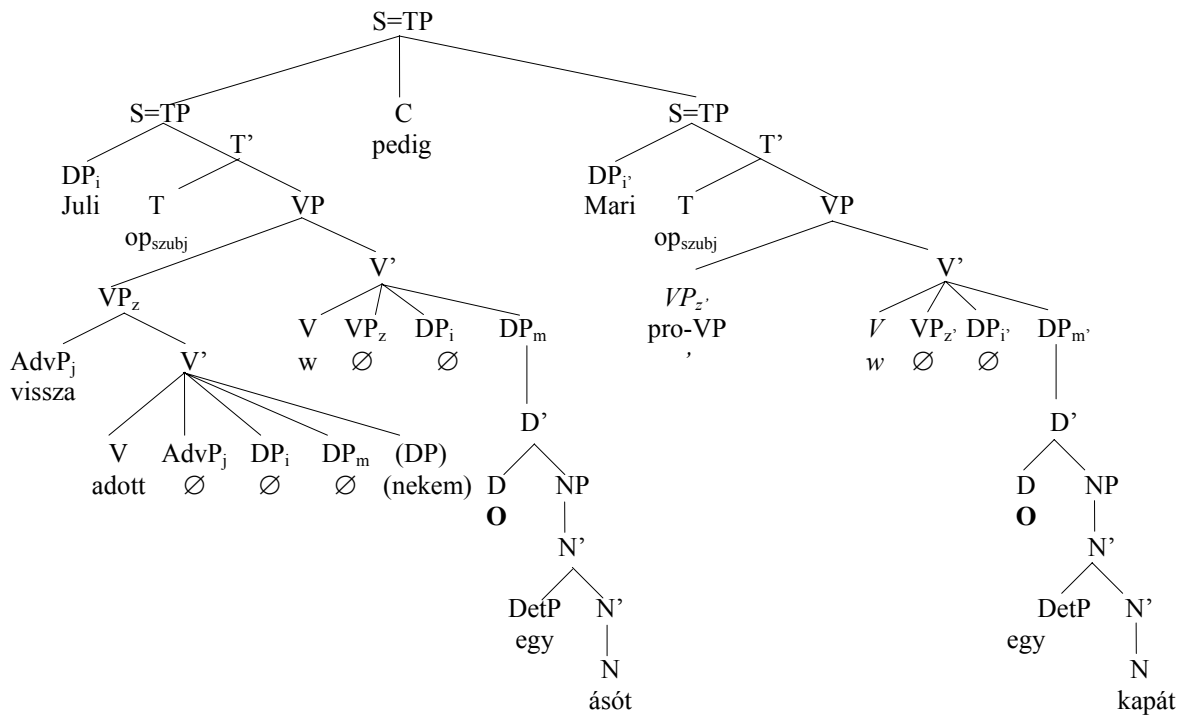 S=TP
S=TP C S=TP
pedig
T’ T’
DPi DPi’
Juli T VP Mari T VP
opszubj opszubj
V’ V’
VPz VPz’
V VPz DPi DPm pro-VP V VPz’ DPi’ DPm’
w ∅ ∅ ’ w ∅ ∅
AdvPj V’
vissza
D’ D’
V AdvPj DPi DPm (DP)
adott ∅ ∅ ∅ (nekem) D NP D NP
O O
N’ N’
DetP N’ DetP N’
egy egy
N N
ásót kapát